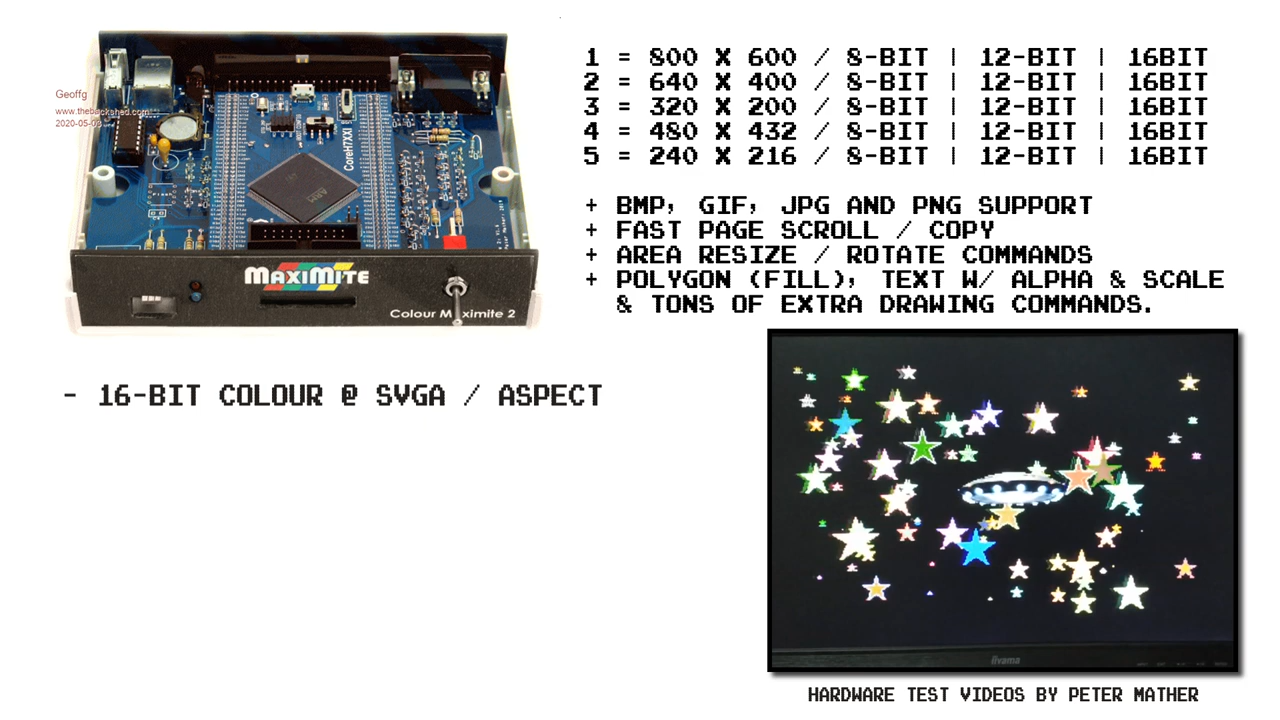 Geoffg
www.thebackshed.com
2020-05-0
CoreH7XXI
ARM
MAXIMITE
Colour Maximite 2
1 = 800 X 600 / 8-BIT | 12-BIT | 16BIT
2 = 640 X 400 / 8-BIT | 12-BIT | 16BIT
3 = 320 X 200 / 8-BIT | 12-BIT | 16BIT
4 = 480 X 432 / 8-BIT | 12-BIT | 16BIT
5 = 240 X 216 / 8-BIT | 12-BIT | 16BIT
+ BMP, GIF, JPG AND PNG SUPPORT
+ FAST PAGE SCROLL / COPY
+ AREA RESIZE / ROTATE COMMANDS
+ POLYGON (FILL), TEXT W/ ALPHA & SCALE
& TONS OF EXTRA DRAWING COMMANDS.
- 16-BIT COLOUR @ SVGA / ASPECT
iiyama
HARDWARE TEST VIDEOS BY PETER MATHER